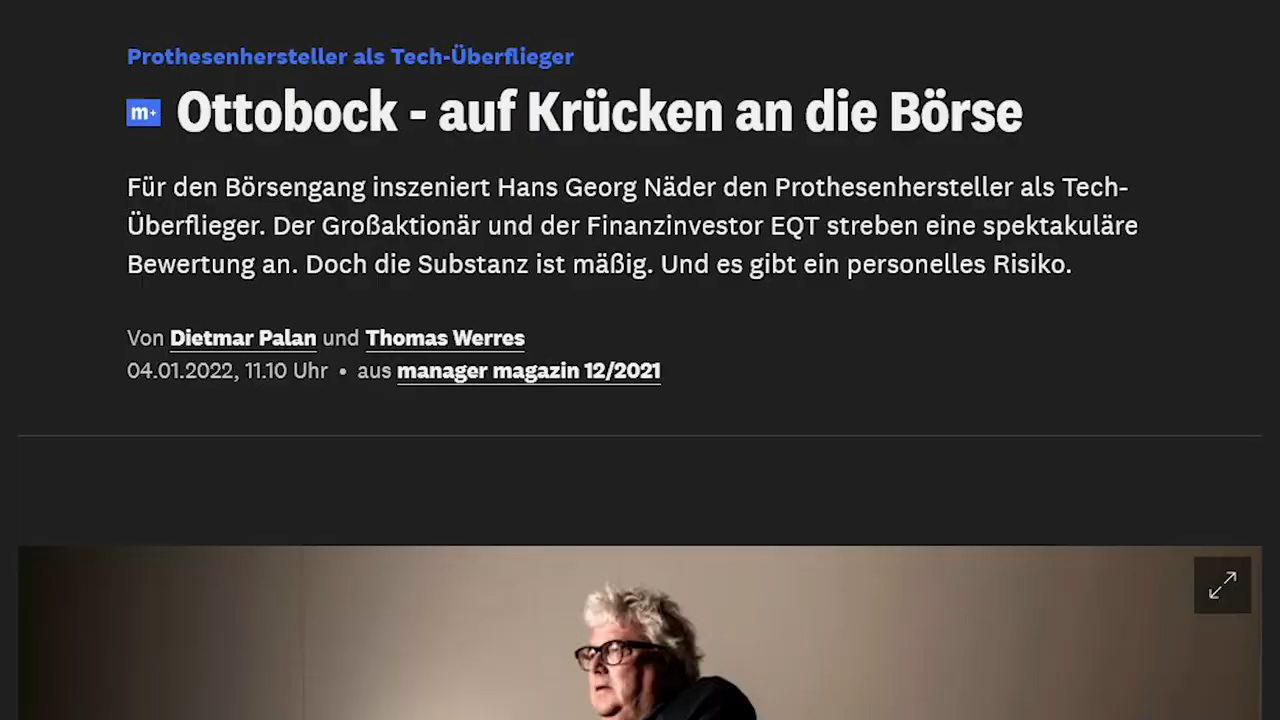 Prothesenhersteller als Tech-Überflieger
m+ Ottobock - auf Krücken an die Börse
Für den Börsengang inszeniert Hans Georg Näder den Prothesenhersteller als Tech-
Überflieger. Der Großaktionär und der Finanzinvestor EQT streben eine spektakuläre
Bewertung an. Doch die Substanz ist mäßig. Und es gibt ein personelles Risiko.
Von Dietmar Palan und Thomas Werres
04.01.2022, 11.10 Uhr • aus manager magazin 12/2021